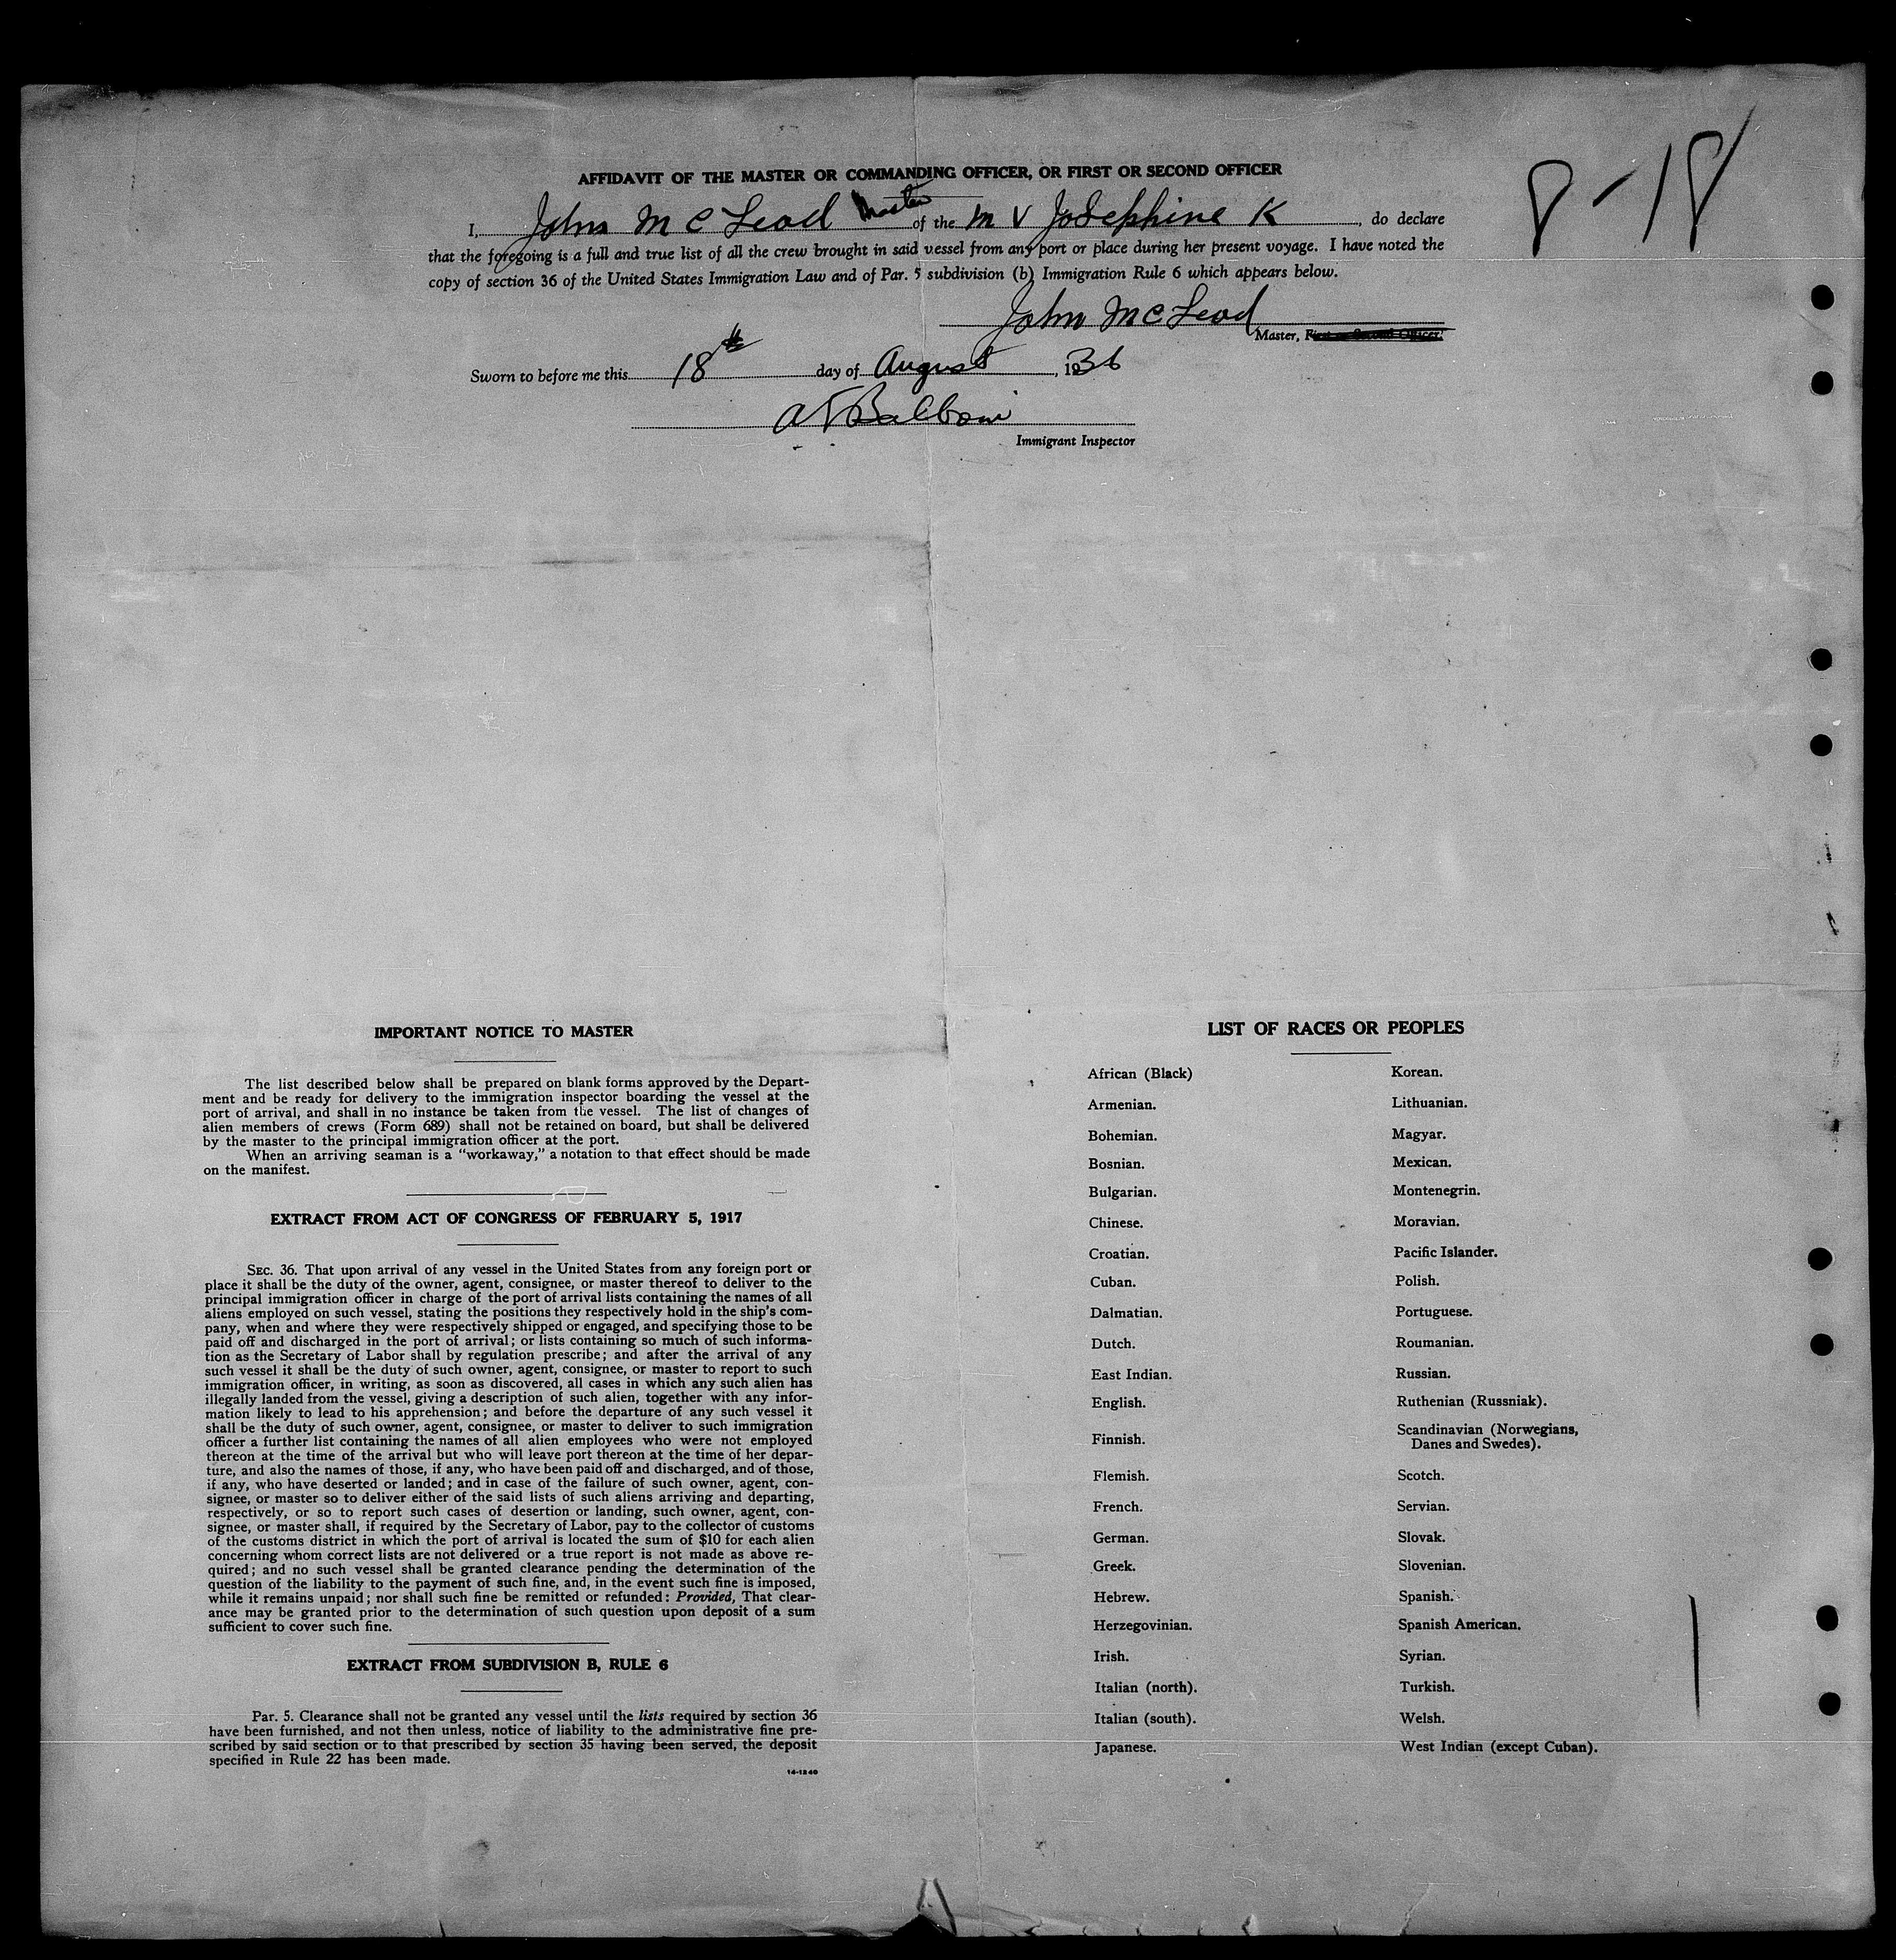 8-18
AFFIDAVIT OF THE MASTER OR COMMANDING OFFICER, OR FIRST OR SECOND OFFICER
I, John McLeod Master of the M V Josephine K, do declare
that the foregoing is a full and true list of all the crew brought in said vessel from any port or place during her present voyage. I have noted the
copy of section 36 of the United States Immigration Law and of Par. 5 subdivision (b) Immigration Rule 6 which appears below.
John McLeod
Master, First or Second Officer.
Sworn to before me this 18th day of August, 1936
Immigrant Inspector
IMPORTANT NOTICE TO MASTER
The list described below shall be prepared on blank forms approved by the Depart-
ment and be ready for delivery to the immigration inspector boarding the vessel at the
port of arrival, and shall in no instance be taken from the vessel. The list of changes of
alien members of crews (Form 689) shall not be retained on board, but shall be delivered
by the master to the principal immigration officer at the port.
When an arriving seaman is a "workaway," a notation to that effect should be made
on the manifest.
EXTRACT FROM ACT OF CONGRESS OF FEBRUARY 5, 1917
SEC. 36. That upon arrival of any vessel in the United States from any foreign port or
place it shall be the duty of the owner, agent, consignee, or master thereof to deliver to the
principal immigration officer in charge of the port of arrival lists containing the names of all
aliens employed on such vessel, stating the positions they respectively hold in the ship's com-
pany, when and where they were respectively shipped or engaged, and specifying those to be
paid off and discharged in the port of arrival; or lists containing so much of such informa-
tion as the Secretary of Labor shall by regulation prescribe; and after the arrival of any
such vessel it shall be the duty of such owner, agent, consignee, or master to report to such
immigration officer, in writing, as soon as discovered, all cases in which any such alien has
illegally landed from the vessel, giving a description of such alien, together with any infor-
mation likely to lead to his apprehension; and before the departure of any such vessel it
shall be the duty of such owner, agent, consignee, or master to deliver to such immigration
officer a further list containing the names of all alien employees who were not employed
thereon at the time of the arrival but who will leave port thereon at the time of her depar-
ture, and also the names of those, if any, who have been paid off and discharged, and of those,
if any, who have deserted or landed; and in case of the failure of such owner, agent, con-
signee, or master so to deliver either of the said lists of such aliens arriving and departing,
respectively, or so to report such cases of desertion or landing, such owner, agent, con-
signee, or master shall, if required by the Secretary of Labor, pay to the collector of customs
of the customs district in which the port of arrival is located the sum of $10 for each alien
concerning whom correct lists are not delivered or a true report is not made as above re-
quired; and no such vessel shall be granted clearance pending the determination of the
question of the liability to the payment of such fine, and, in the event such fine is imposed,
while it remains unpaid; nor shall such fine be remitted or refunded: Provided, That clear-
ance may be granted prior to the determination of such question upon deposit of a sum
sufficient to cover such fine.
EXTRACT FROM SUBDIVISION B, RULE 6
Par. 5. Clearance shall not be granted any vessel until the lists required by section 36
have been furnished, and not then unless, notice of liability to the administrative fine pre-
scribed by said section or to that prescribed by section 35 having been served, the deposit
specified in Rule 22 has been made.
14-1240
LIST OF RACES OR PEOPLES
African (Black)
Armenian.
Bohemian.
Bosnian.
Bulgarian.
Chinese.
Croatian.
Cuban.
Dalmatian.
Dutch.
East Indian.
English.
Finnish.
Flemish.
French.
German.
Greek.
Hebrew.
Herzegovinian.
Irish.
Italian (north).
Italian (south).
Japanese.
Korean.
Lithuanian.
Magyar.
Mexican.
Montenegrin.
Moravian.
Pacific Islander.
Polish.
Portuguese.
Roumanian.
Russian.
Ruthenian (Russniak).
Scandinavian (Norwegians,
Danes and Swedes).
Scotch.
Servian.
Slovak.
Slovenian.
Spanish.
Spanish American.
Syrian.
Turkish.
Welsh.
West Indian (except Cuban).